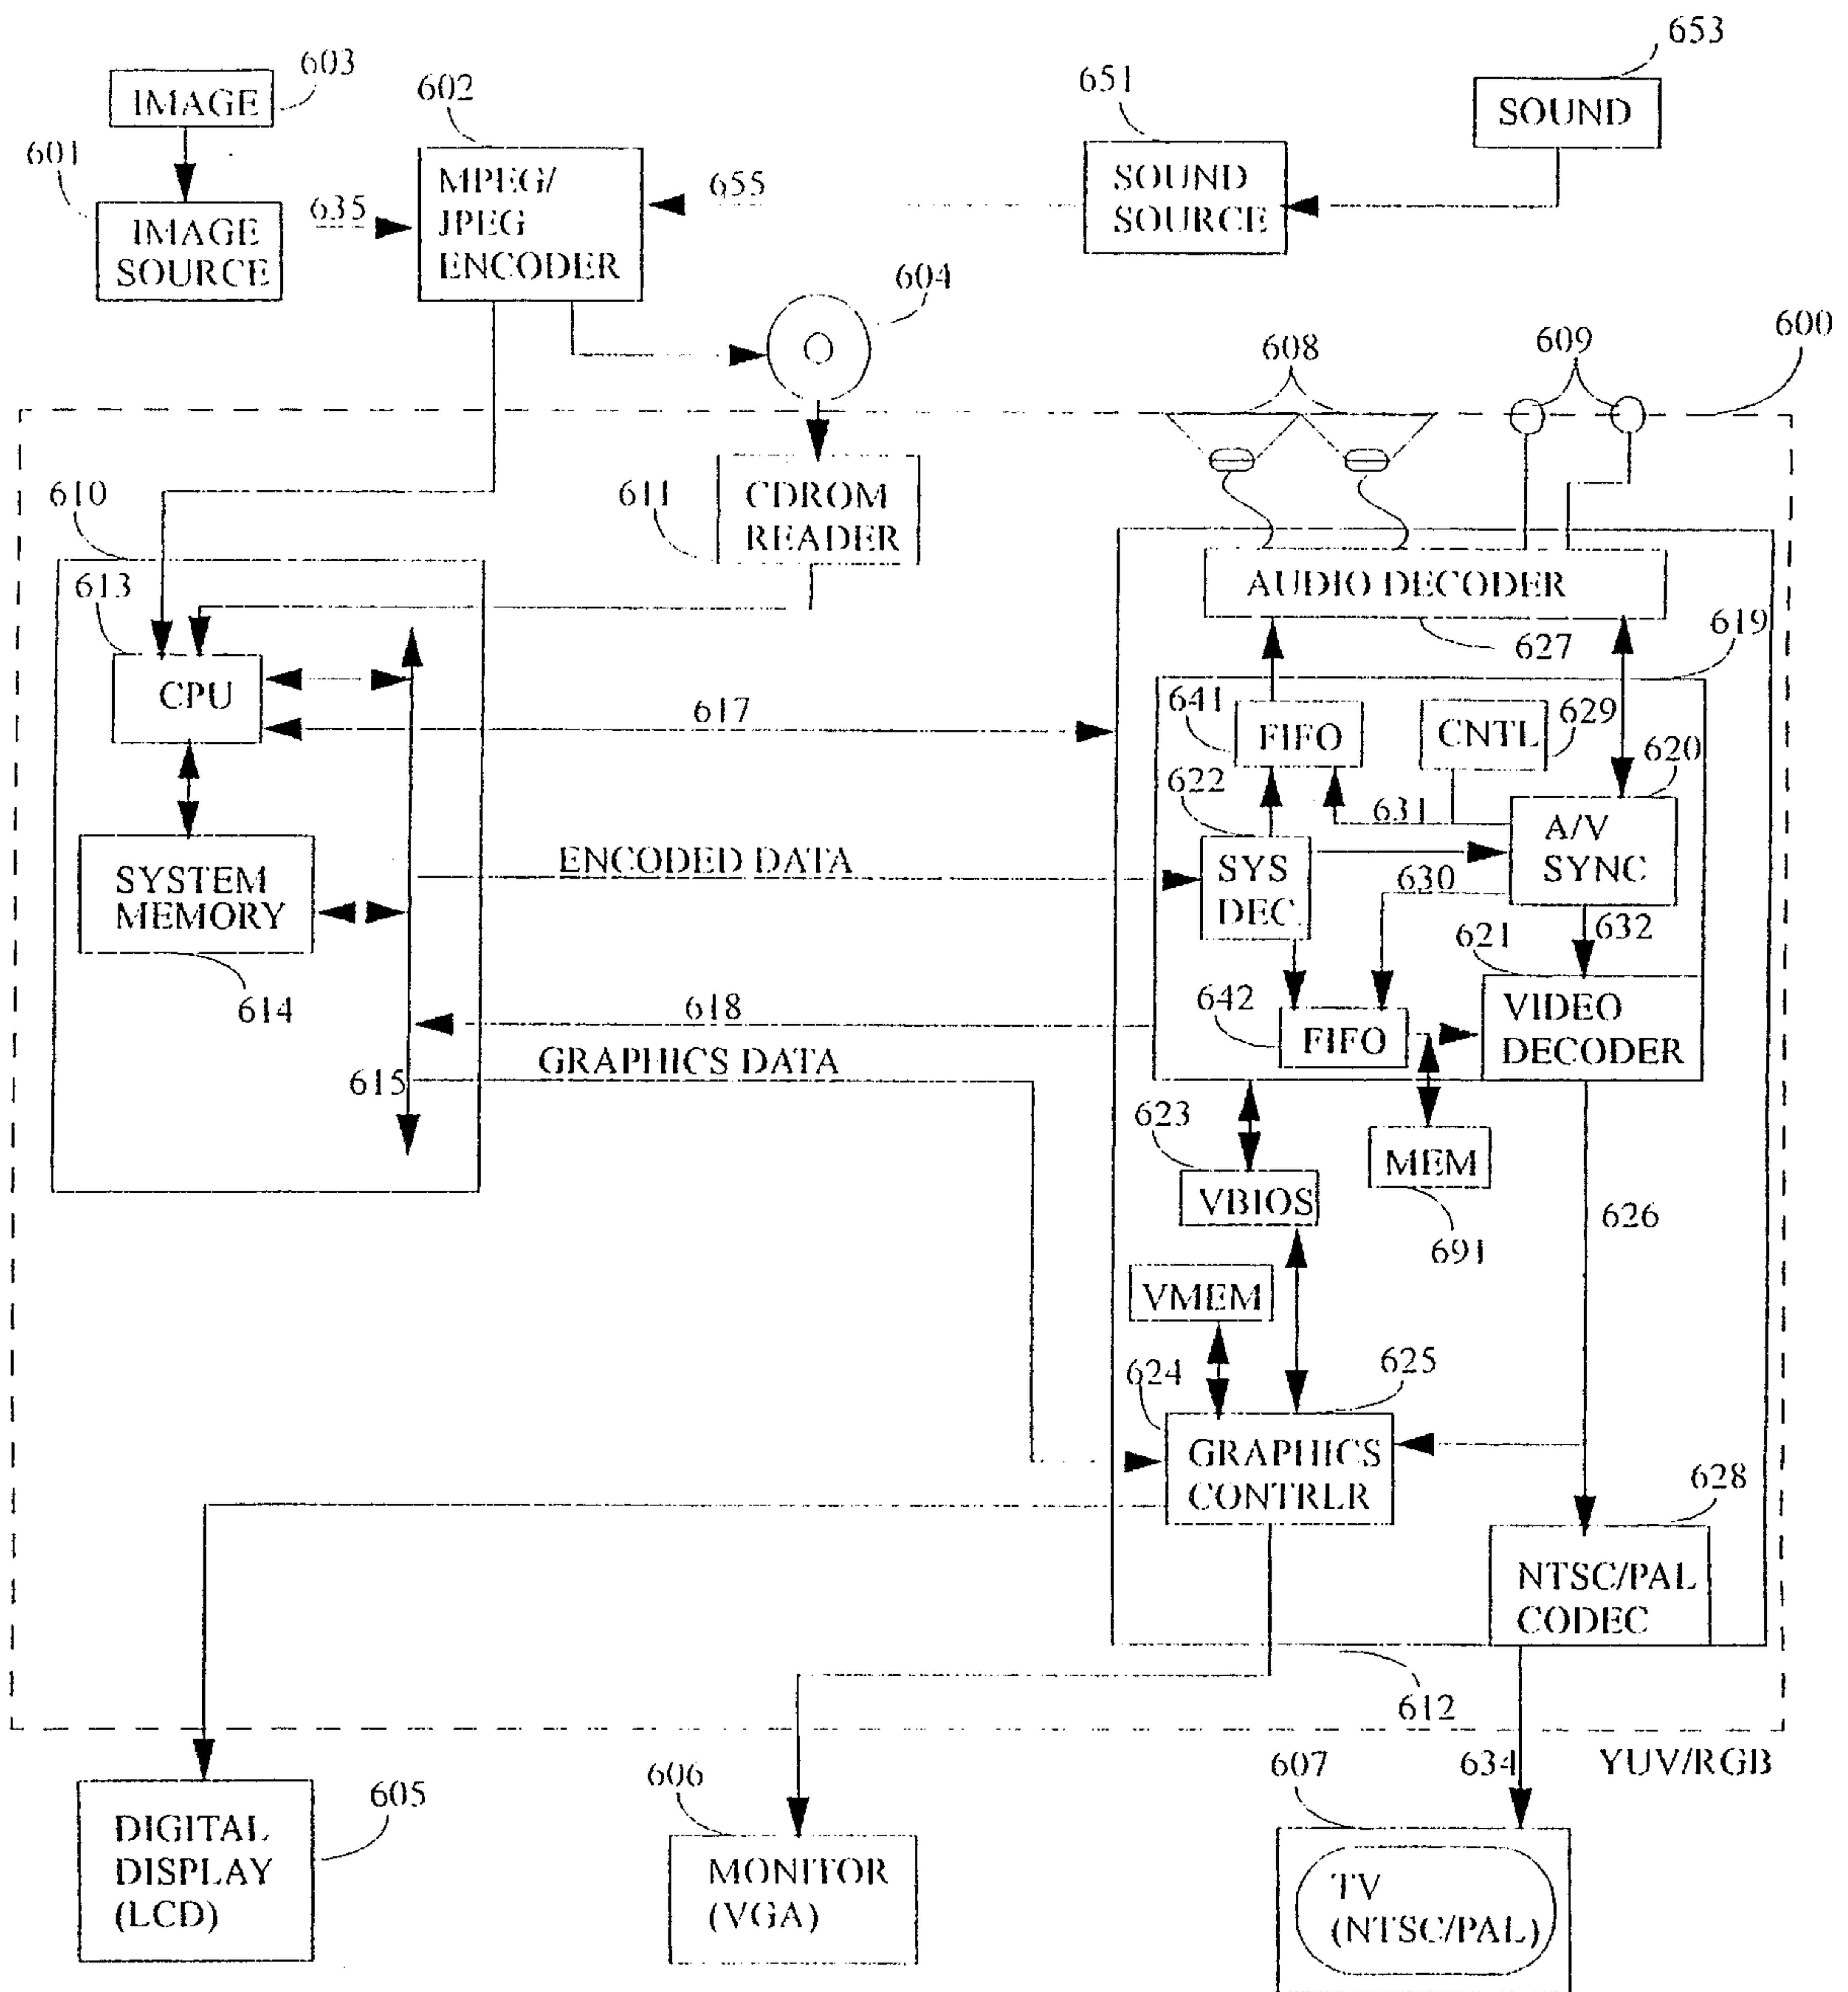 653
603
IMAGE
602
651
SOUND
601
MPEG/
JPEG
ENCODER
635
655
SOUND
SOURCE
IMAGE
SOURCE
604
608
609
600
610
611
CDROM
READER
613
AUDIO DECODER
627
619
CPU
617
641
FIFO
CNTL
629
620
622
631
A/V
SYNC
SYSTEM
MEMORY
ENCODED DATA
SYS
DEC
630
632
621
614
618
642
FIFO
VIDEO
DECODER
615
GRAPHICS DATA
623
MEM
VBIOS
626
691
VMEM
624
625
GRAPHICS
CONTRLR
628
NTSC/PAL
CODEC
612
605
606
607
634
YUV/RGB
DIGITAL
DISPLAY
(LCD)
MONITOR
(VGA)
TV
(NTSC/PAL)